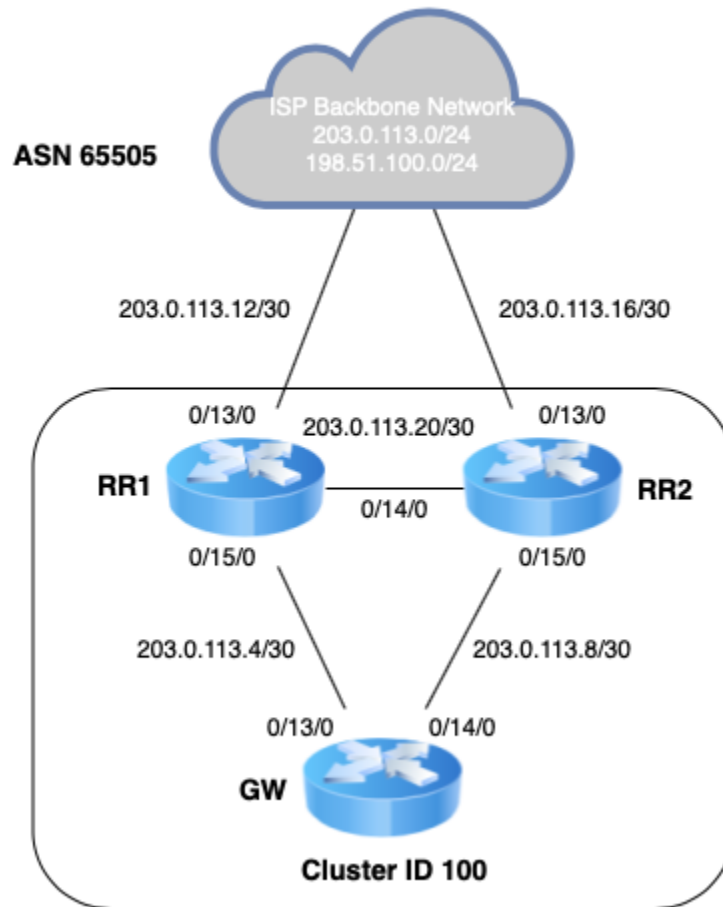 ISP Backbone Network
203.0.113.0/24
198.51.100.0/24
ASN 65505
203.0.113.12/30
203.0.113.16/30
0/13/0
203.0.113.20/30
0/13/0
RR1
RR2
0/14/0
0/15/0
0/15/0
203.0.113.4/30
203.0.113.8/30
0/13/0
0/14/0
GW
Cluster ID 100